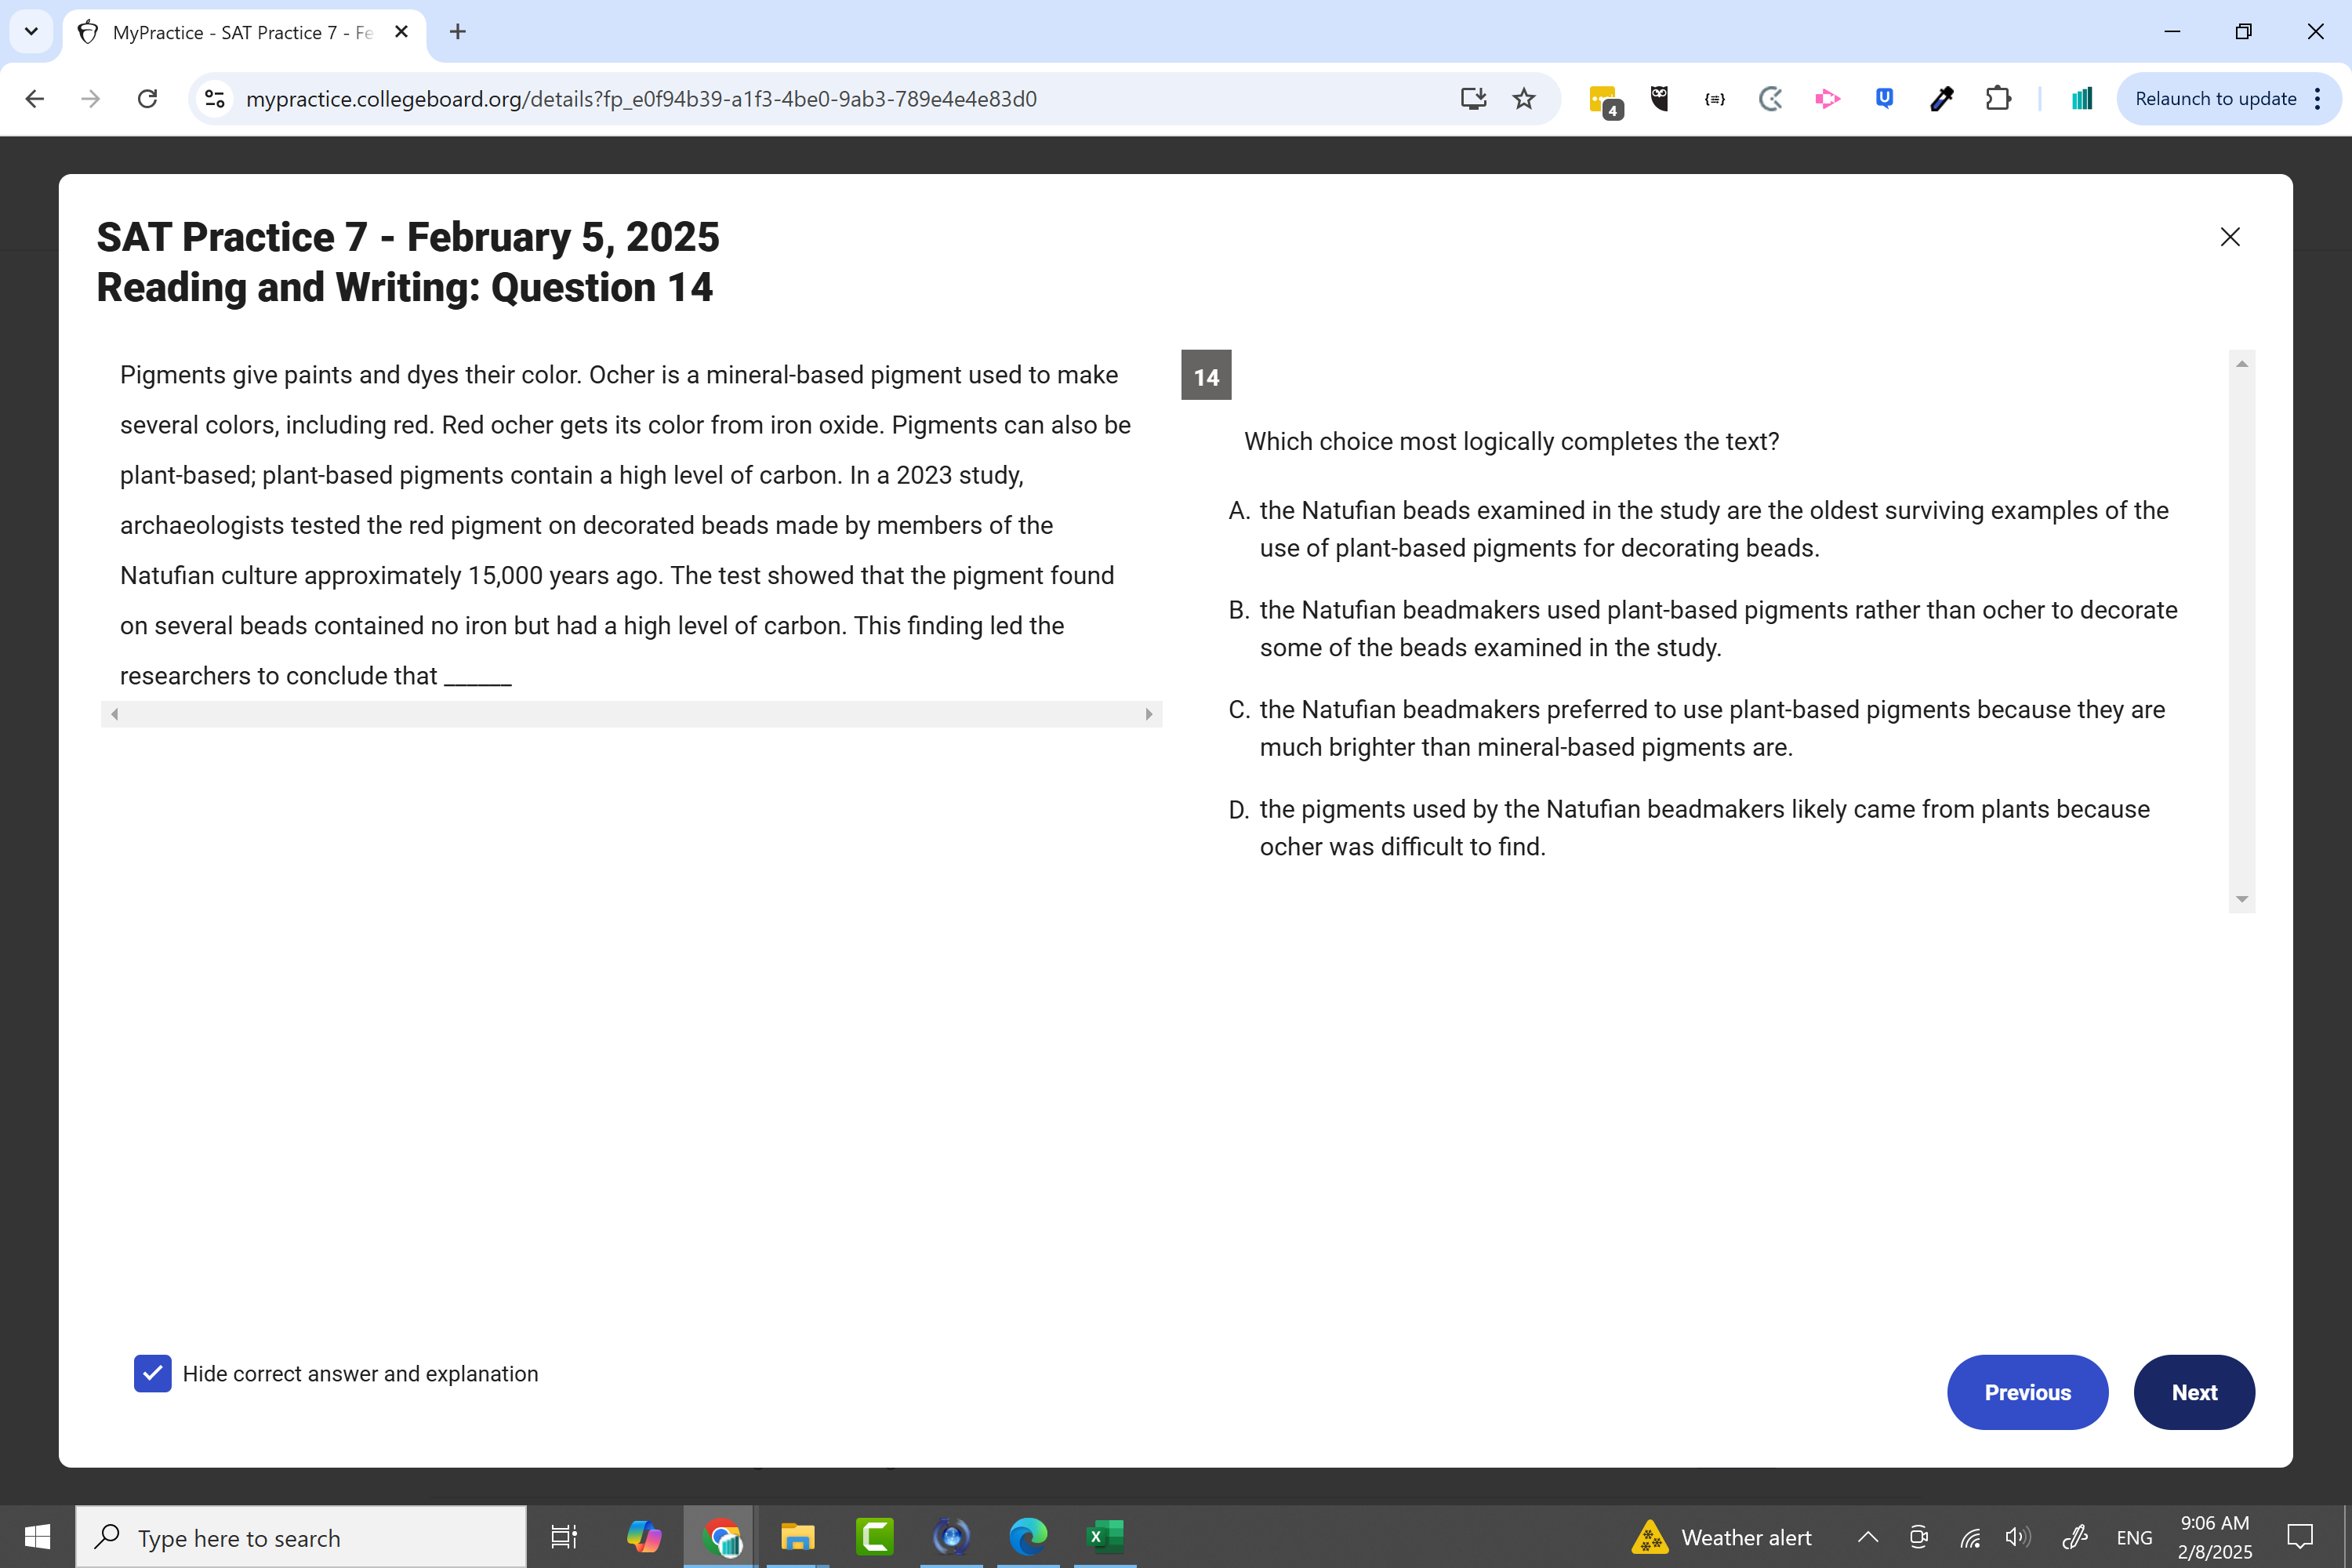 MyPractice - SAT Practice 7 - Fe
mypractice.collegeboard.org/details?fp_e0f94b39-a1f3-4be0-9ab3-789e4e4e83d0
4
Relaunch to update
SAT Practice 7 - February 5, 2025
Reading and Writing: Question 14
Pigments give paints and dyes their color. Ocher is a mineral-based pigment used to make
several colors, including red. Red ocher gets its color from iron oxide. Pigments can also be
plant-based; plant-based pigments contain a high level of carbon. In a 2023 study,
archaeologists tested the red pigment on decorated beads made by members of the
Natufian culture approximately 15,000 years ago. The test showed that the pigment found
on several beads contained no iron but had a high level of carbon. This finding led the
researchers to conclude that ______
14
Which choice most logically completes the text?
A. the Natufian beads examined in the study are the oldest surviving examples of the
use of plant-based pigments for decorating beads.
B. the Natufian beadmakers used plant-based pigments rather than ocher to decorate
some of the beads examined in the study.
C. the Natufian beadmakers preferred to use plant-based pigments because they are
much brighter than mineral-based pigments are.
D. the pigments used by the Natufian beadmakers likely came from plants because
ocher was difficult to find.
Hide correct answer and explanation
Previous
Next
Type here to search
Weather alert
ENG
9:06 AM
2/8/2025